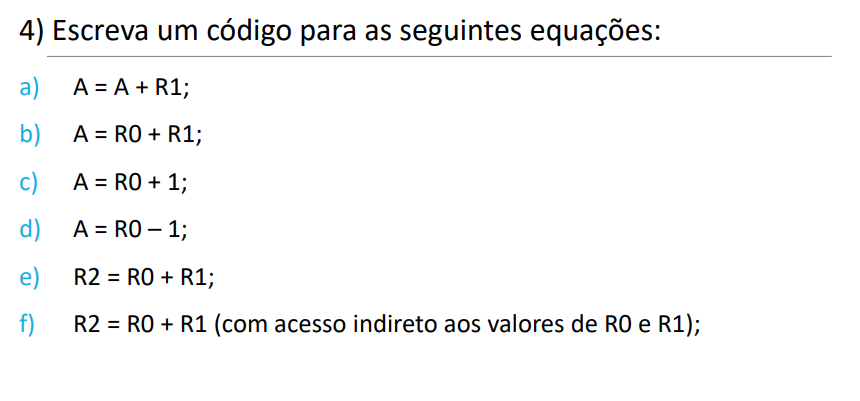 4) Escreva um código para as seguintes equações:
a) A = A + R1;
b) A = R0 + R1;
c) A = R0 + 1;
d) A = R0 – 1;
e) R2 = R0 + R1;
f) R2 = R0 + R1 (com acesso indireto aos valores de R0 e R1);